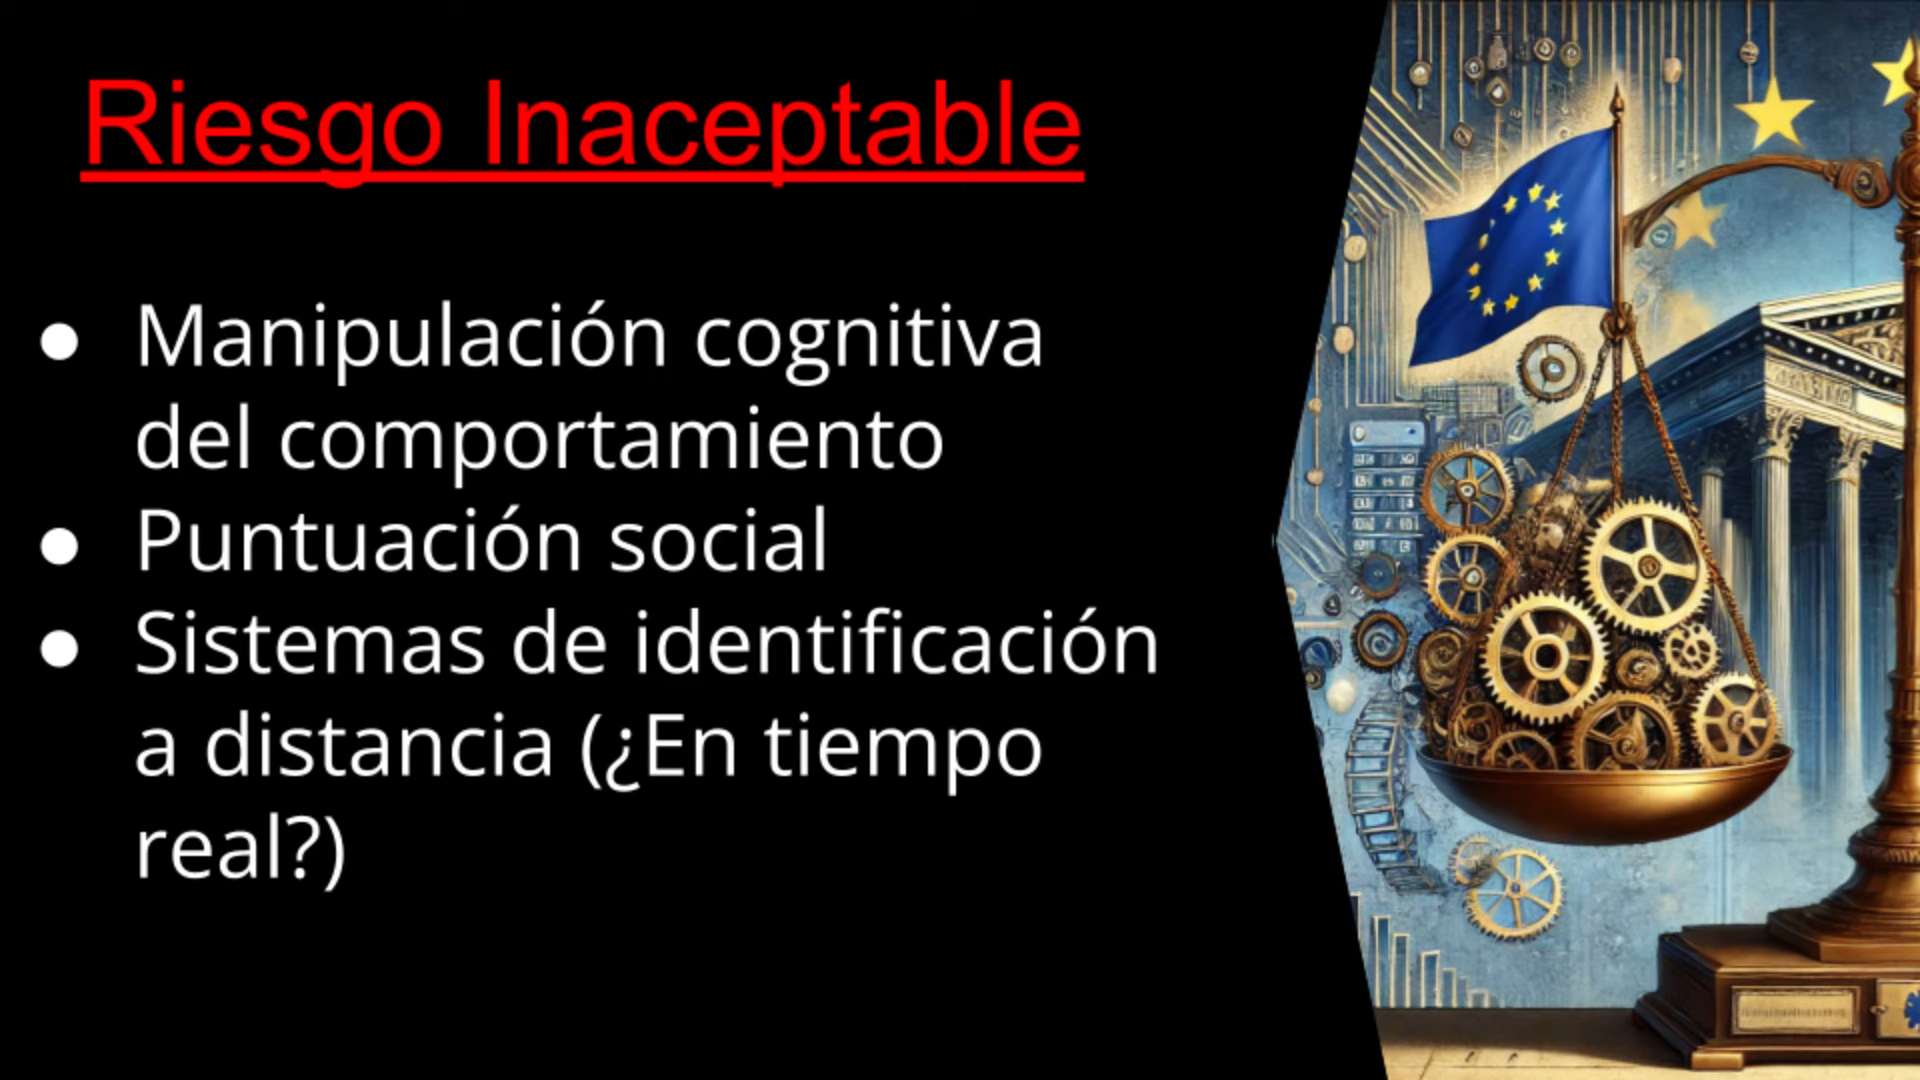 Riesgo Inaceptable
● Manipulación cognitiva
del comportamiento
● Puntuación social
● Sistemas de identificación
a distancia (¿En tiempo
real?)